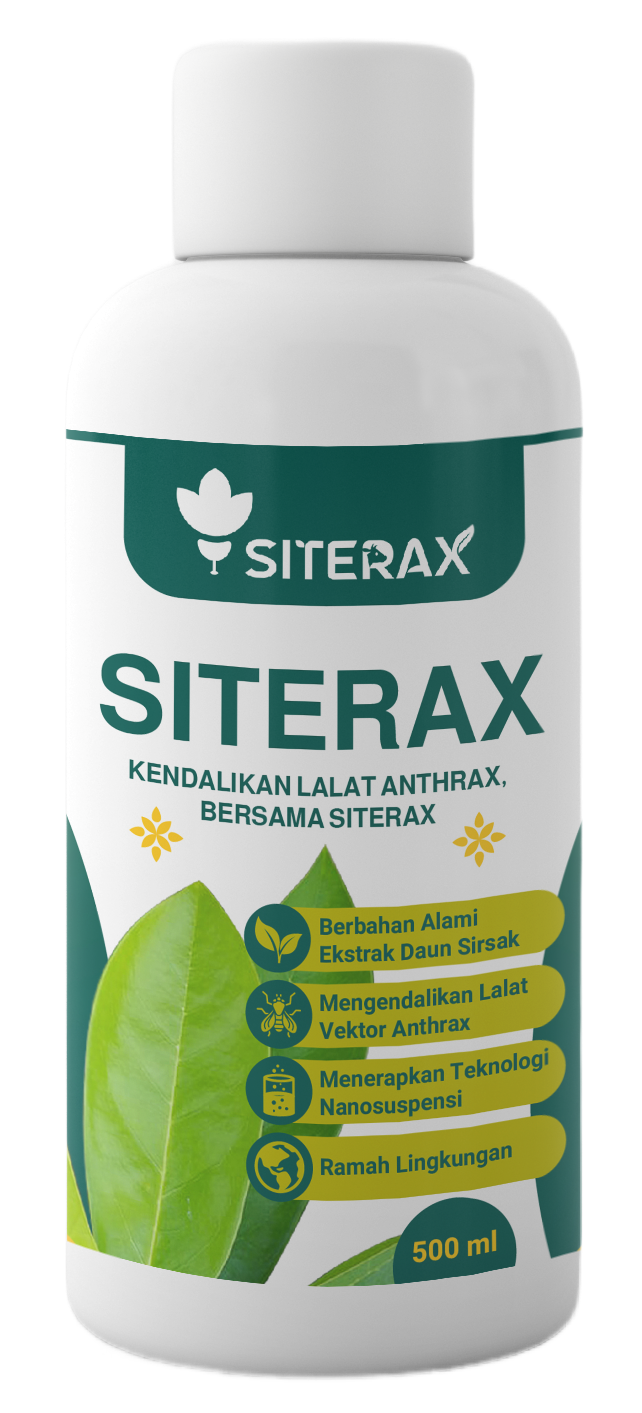 SITERAX
SITERAX
KENDALIKAN LALAT ANTHRAX,
BERSAMA SITERAX
Berbahan Alami
Ekstrak Daun Sirsak
Mengendalikan Lalat
Vektor Anthrax
Menerapkan Teknologi
Nanosuspensi
Ramah Lingkungan
500 ml